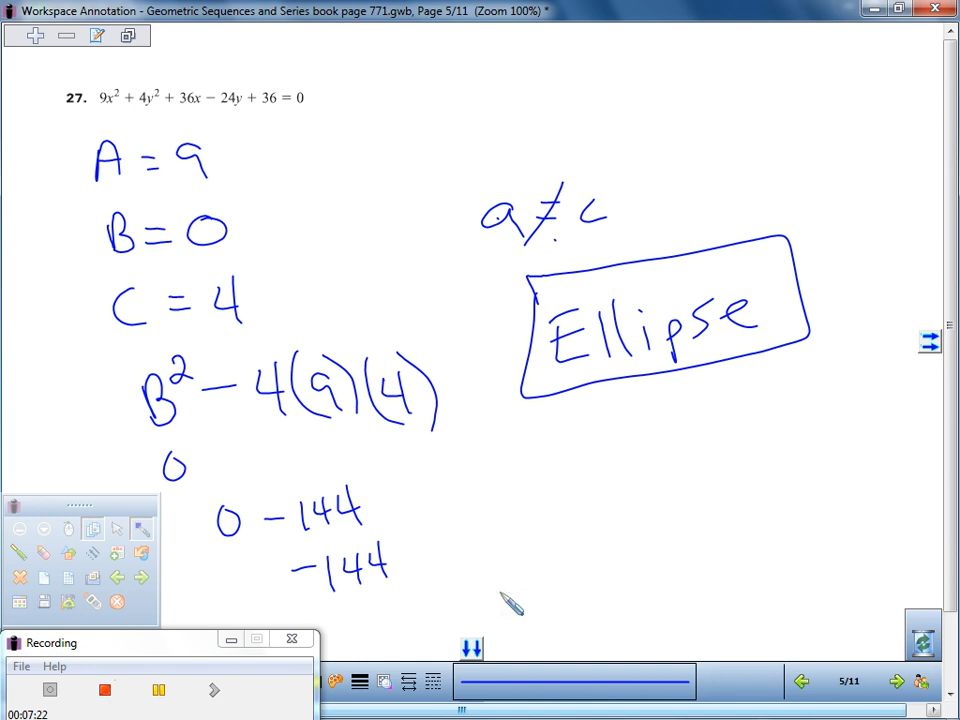 Workspace Annotation - Geometric Sequences and Series book page 771.gwb, Page 5/11 (Zoom 100%) *
27. 9x² + 4y² + 36x − 24y + 36 = 0
A = 9
B = 0
C = 4
a ≠ c
Ellipse
B² − 4(9)(4)
0
0 − 144
− 144
Recording
File Help
00:07:22
5/11